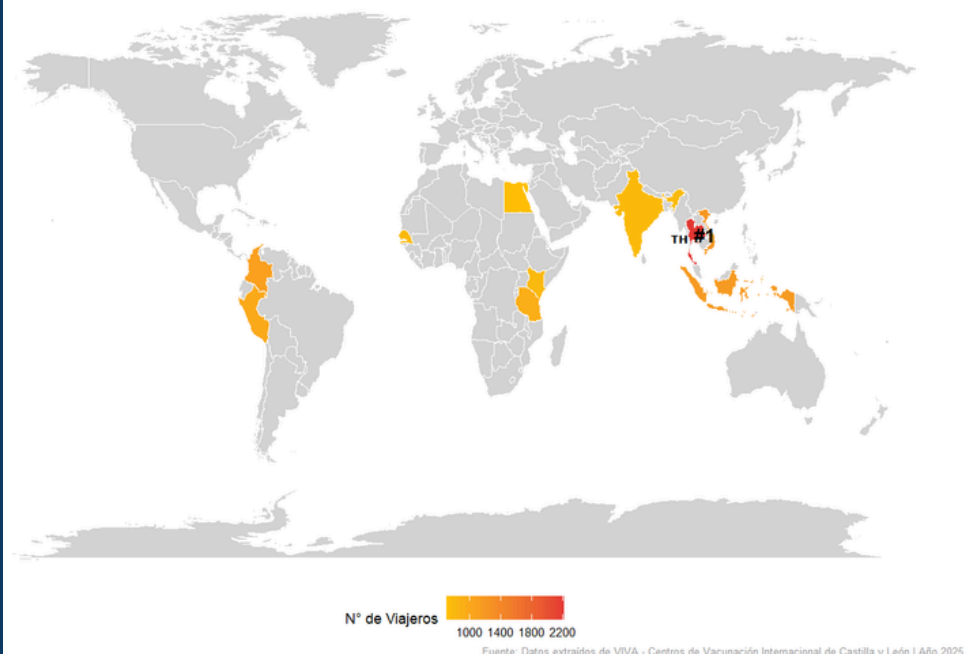 TH #1
N° de Viajeros
1000 1400 1800 2200
Fuente: Datos extraídos de VIVA - Centros de Vacunación Internacional de Castilla y León | Año 2025